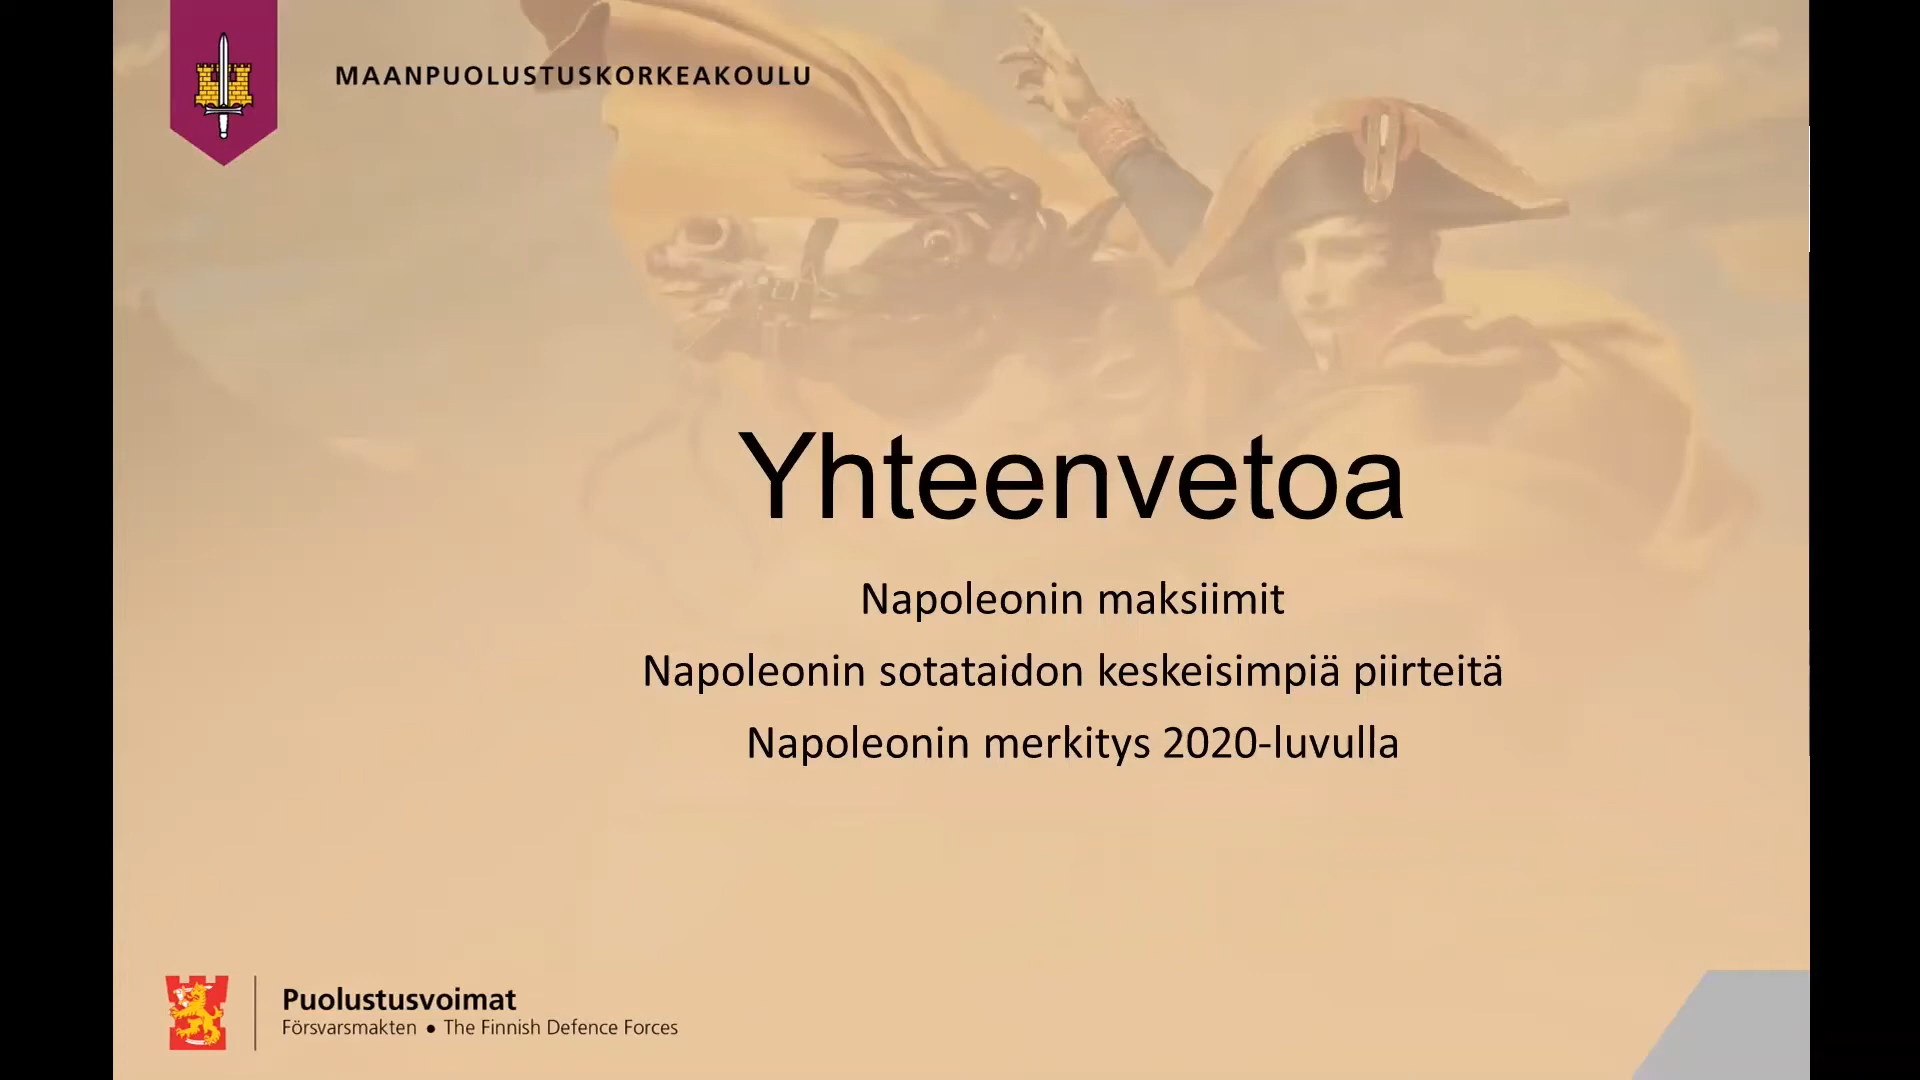 MAANPUOLUSTUSKORKEAKOULU
Yhteenvetoa
Napoleonin maksiimit
Napoleonin sotataidon keskeisimpiä piirteitä
Napoleonin merkitys 2020-luvulla
Puolustusvoimat
Försvarsmakten ● The Finnish Defence Forces